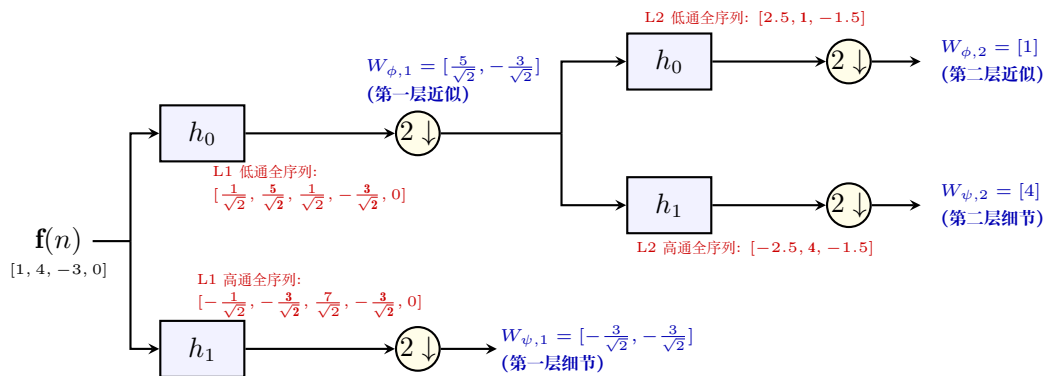 L2 低通全序列: [2.5, 1, −1.5]
h₀
2 ↓
W_{ϕ,2} = [1]
(第二层近似)
W_{ϕ,1} = [5/√2, −3/√2]
(第一层近似)
h₀
2 ↓
L1 低通全序列:
[1/√2, 5/√2, 1/√2, −3/√2, 0]
h₁
2 ↓
W_{ψ,2} = [4]
(第二层细节)
L2 高通全序列: [−2.5, 4, −1.5]
f(n)
[1, 4, −3, 0]
L1 高通全序列:
[−1/√2, −3/√2, 7/√2, −3/√2, 0]
h₁
2 ↓
W_{ψ,1} = [−3/√2, −3/√2]
(第一层细节)